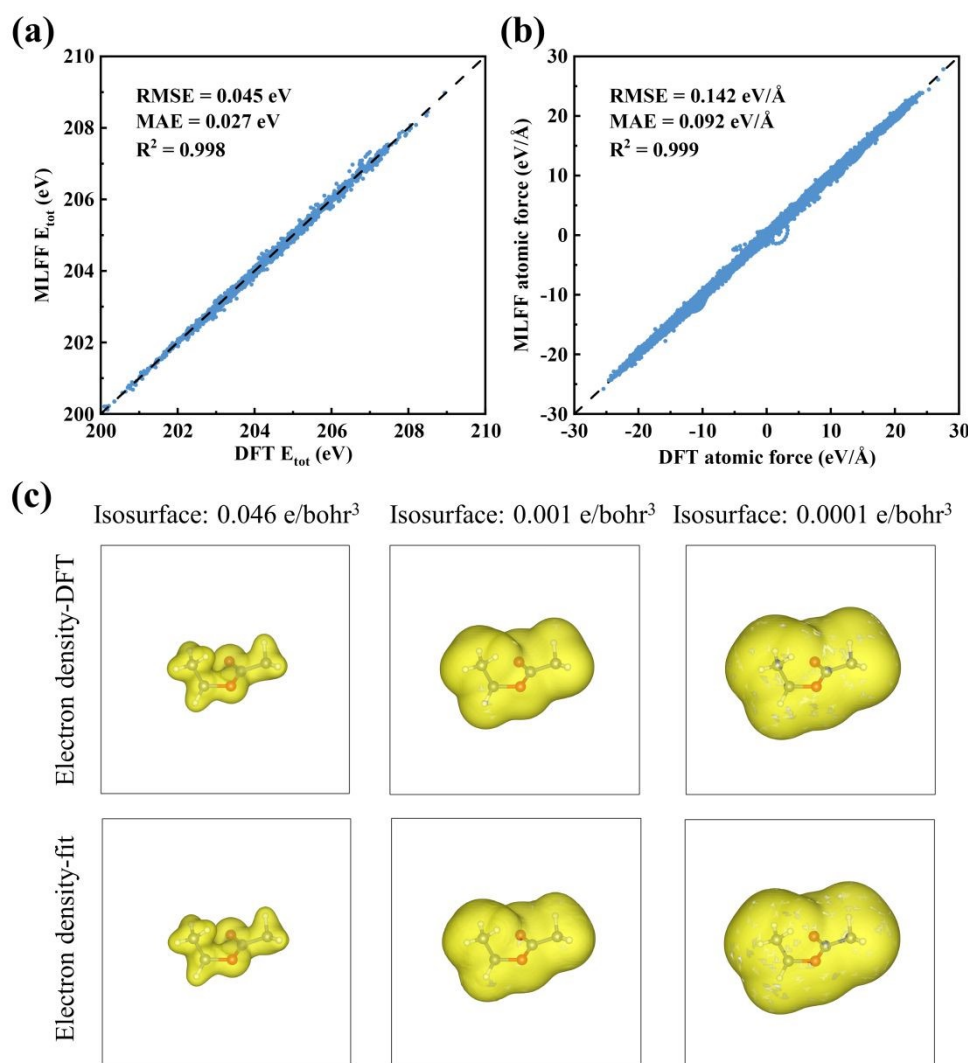 (a)
MLFF E_tot (eV)
210
208
206
204
202
200
RMSE = 0.045 eV
MAE = 0.027 eV
R² = 0.998
200 202 204 206 208 210
DFT E_tot (eV)
(b)
MLFF atomic force (eV/Å)
30
20
10
0
-10
-20
-30
RMSE = 0.142 eV/Å
MAE = 0.092 eV/Å
R² = 0.999
-30 -20 -10 0 10 20 30
DFT atomic force (eV/Å)
(c)
Isosurface: 0.046 e/bohr³
Isosurface: 0.001 e/bohr³
Isosurface: 0.0001 e/bohr³
Electron density-DFT
Electron density-fit